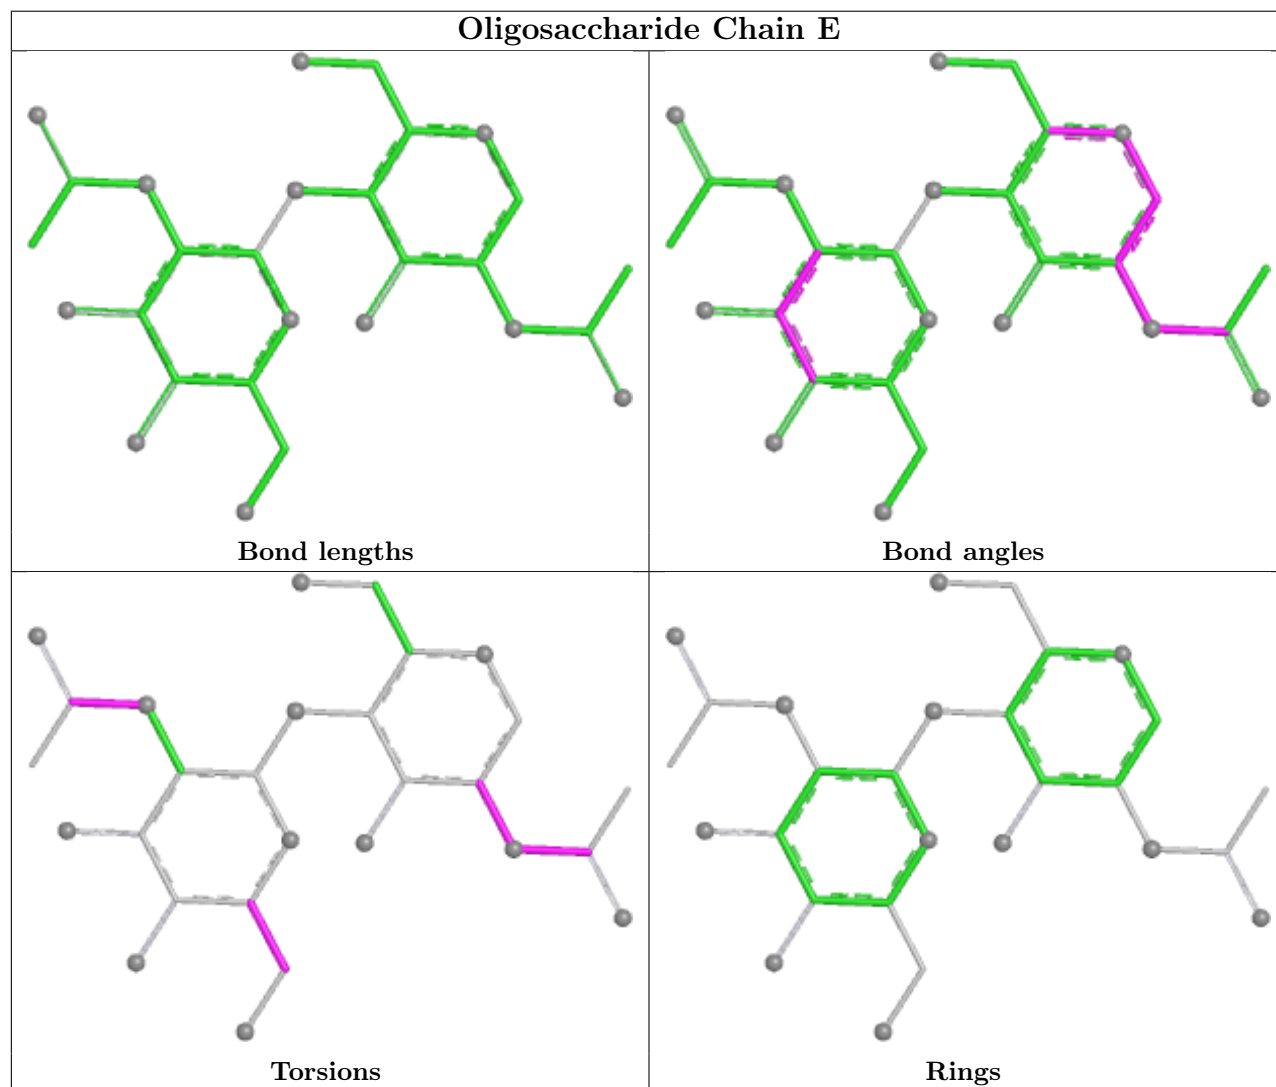 Oligosaccharide Chain E
Bond lengths
Bond angles
Torsions
Rings